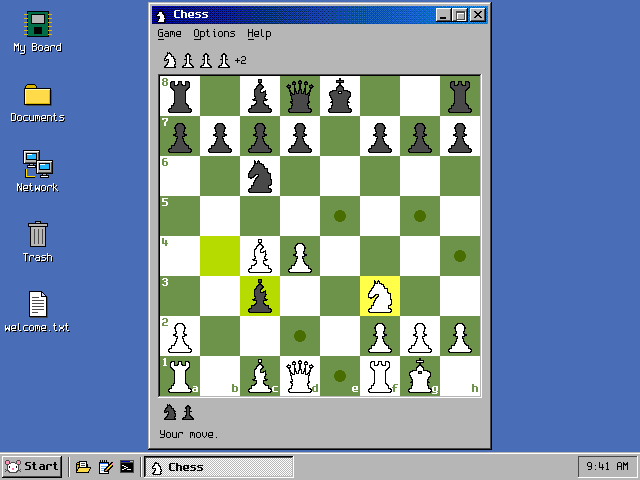 Chess
Game Options Help
+2
8
7
6
5
4
3
2
1
a b c d e f g h
Your move.
My Board
Documents
Network
Trash
welcome.txt
Start
Chess
9:41 AM